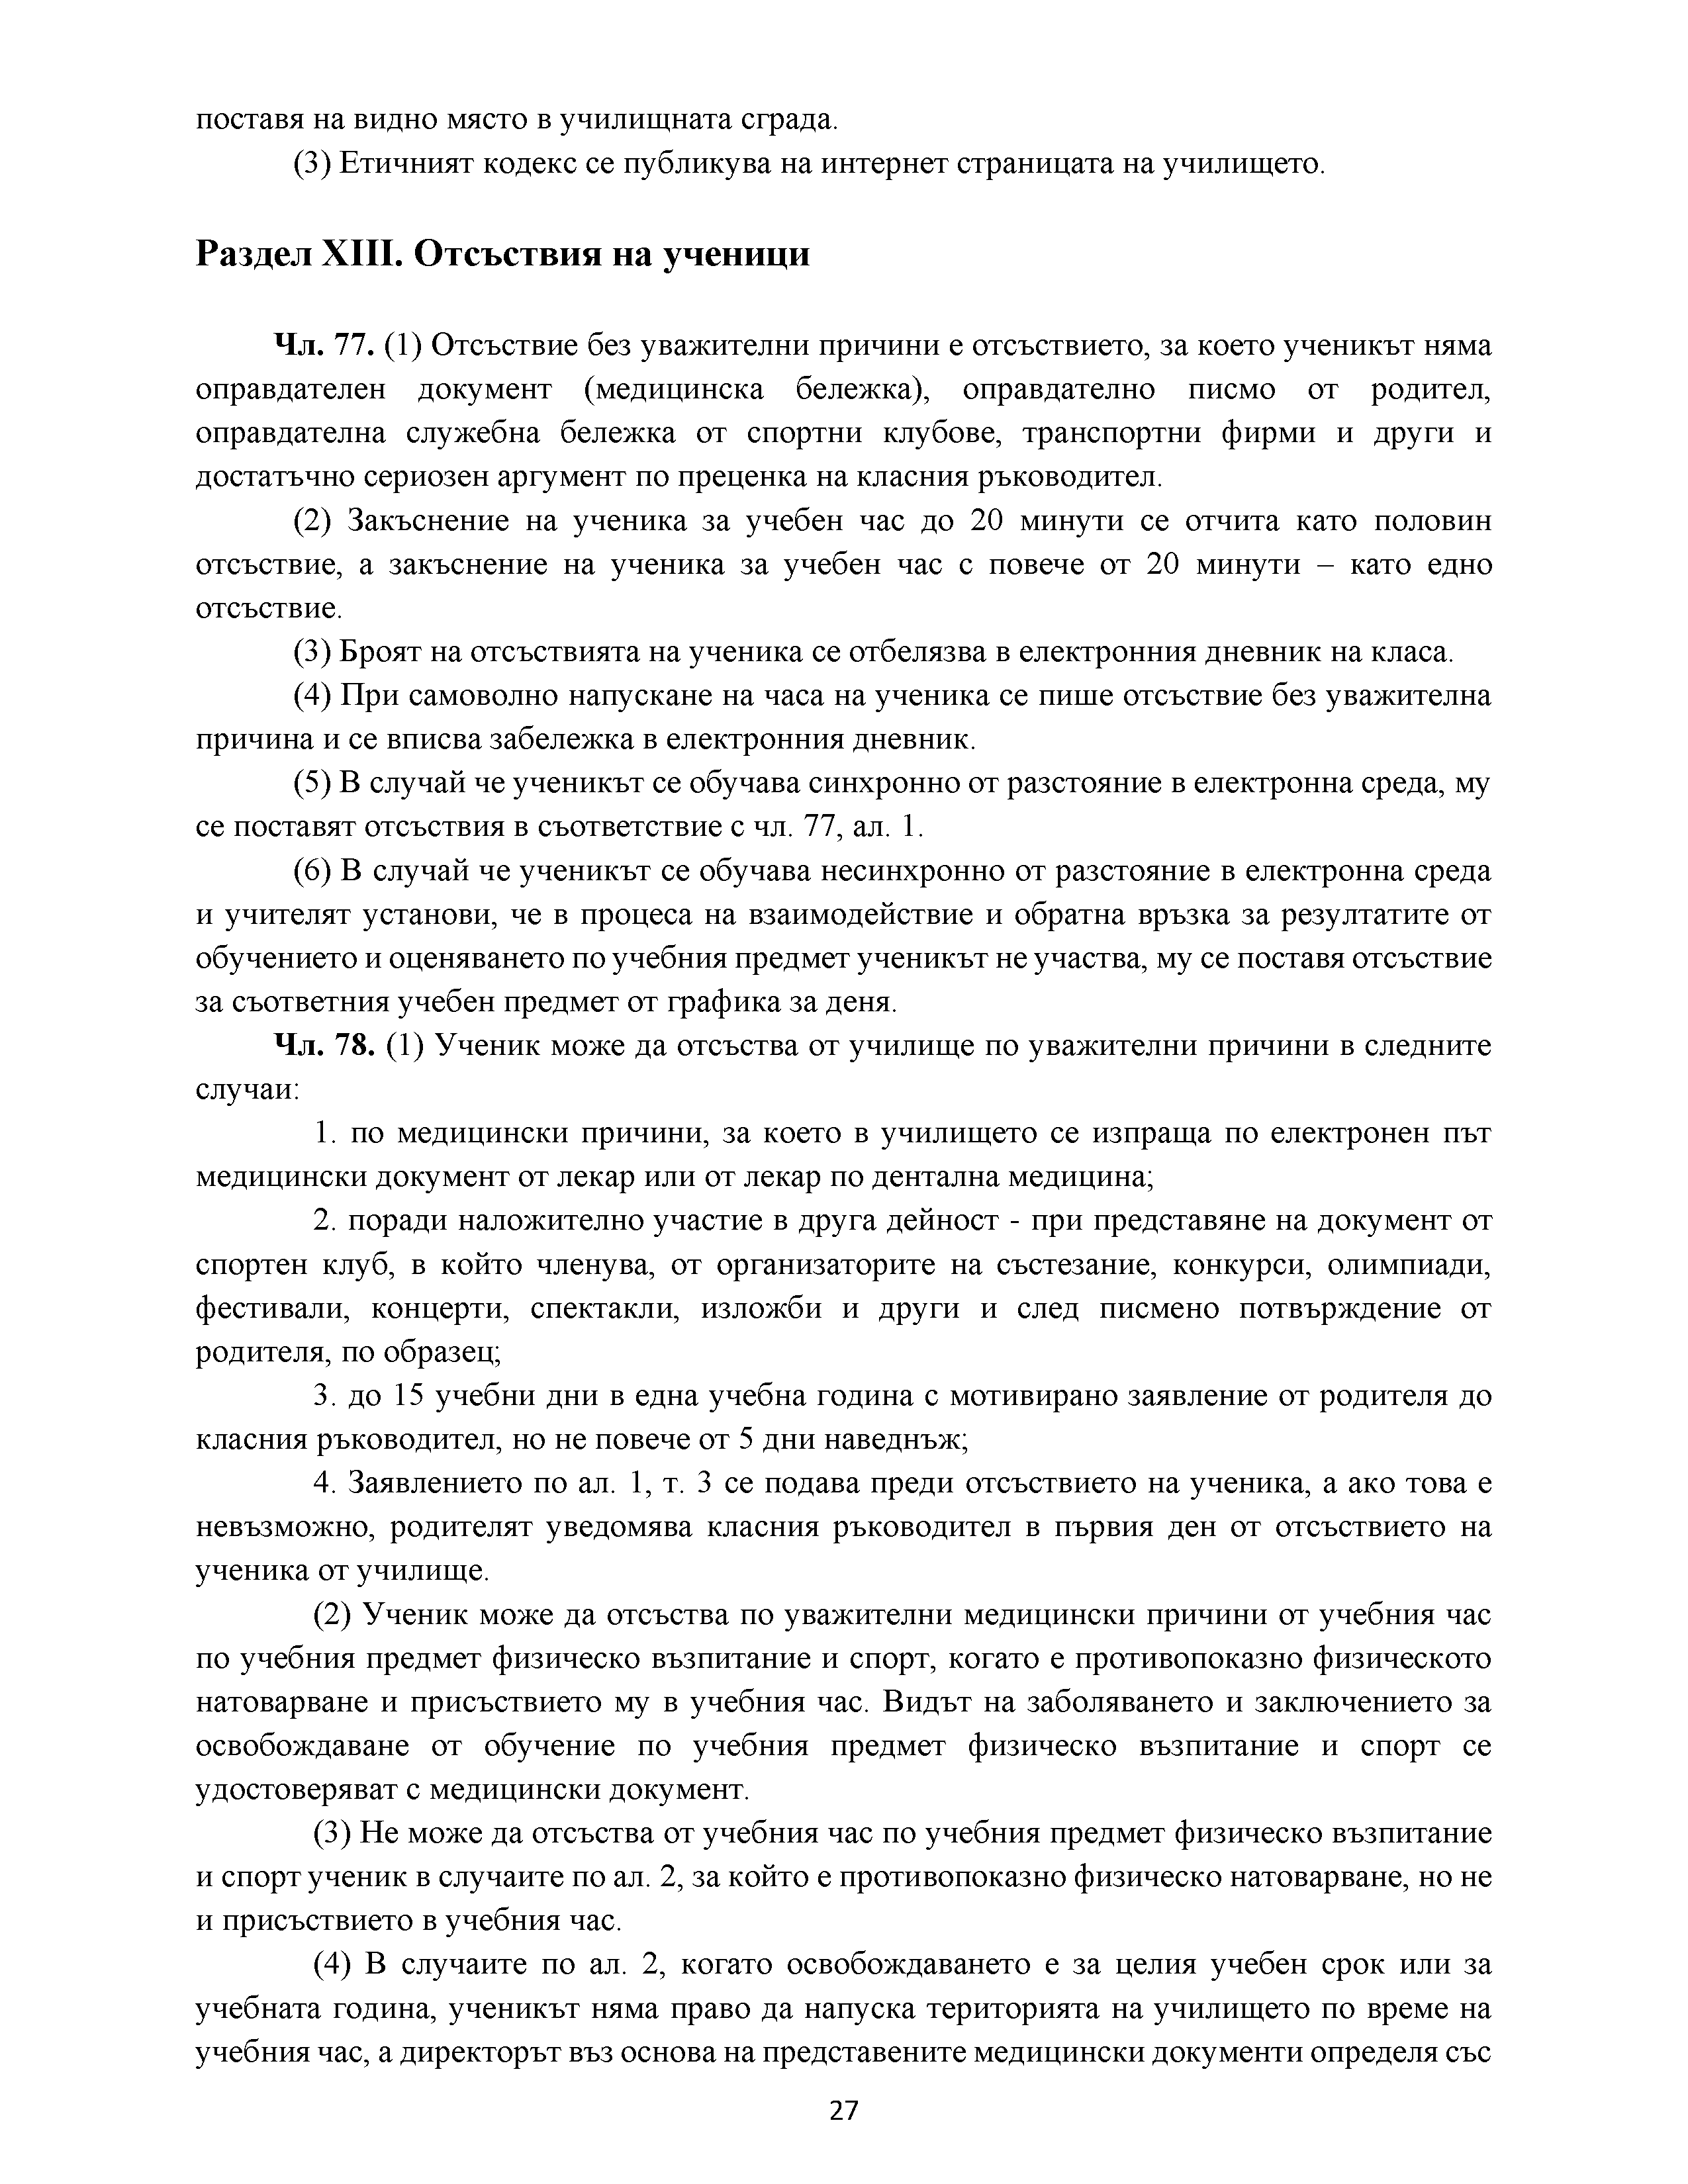 поставя на видно място в училищната сграда.
(3) Етичният кодекс се публикува на интернет страницата на училището.
Раздел XIII. Отсъствия на ученици
Чл. 77. (1) Отсъствие без уважителни причини е отсъствието, за което ученикът няма
оправдателен документ (медицинска бележка), оправдателно писмо от родител,
оправдателна служебна бележка от спортни клубове, транспортни фирми и други и
достатъчно сериозен аргумент по преценка на класния ръководител.
(2) Закъснение на ученика за учебен час до 20 минути се отчита като половин
отсъствие, а закъснение на ученика за учебен час с повече от 20 минути – като едно
отсъствие.
(3) Броят на отсъствията на ученика се отбелязва в електронния дневник на класа.
(4) При самоволно напускане на часа на ученика се пише отсъствие без уважителна
причина и се вписва забележка в електронния дневник.
(5) В случай че ученикът се обучава синхронно от разстояние в електронна среда, му
се поставят отсъствия в съответствие с чл. 77, ал. 1.
(6) В случай че ученикът се обучава несинхронно от разстояние в електронна среда
и учителят установи, че в процеса на взаимодействие и обратна връзка за резултатите от
обучението и оценяването по учебния предмет ученикът не участва, му се поставя отсъствие
за съответния учебен предмет от графика за деня.
Чл. 78. (1) Ученик може да отсъства от училище по уважителни причини в следните
случаи:
1. по медицински причини, за което в училището се изпраща по електронен път
медицински документ от лекар или от лекар по дентална медицина;
2. поради наложително участие в друга дейност - при представяне на документ от
спортен клуб, в който членува, от организаторите на състезание, конкурси, олимпиади,
фестивали, концерти, спектакли, изложби и други и след писмено потвърждение от
родителя, по образец;
3. до 15 учебни дни в една учебна година с мотивирано заявление от родителя до
класния ръководител, но не повече от 5 дни наведнъж;
4. Заявлението по ал. 1, т. 3 се подава преди отсъствието на ученика, а ако това е
невъзможно, родителят уведомява класния ръководител в първия ден от отсъствието на
ученика от училище.
(2) Ученик може да отсъства по уважителни медицински причини от учебния час
по учебния предмет физическо възпитание и спорт, когато е противопоказно физическото
натоварване и присъствието му в учебния час. Видът на заболяването и заключението за
освобождаване от обучение по учебния предмет физическо възпитание и спорт се
удостоверяват с медицински документ.
(3) Не може да отсъства от учебния час по учебния предмет физическо възпитание
и спорт ученик в случаите по ал. 2, за който е противопоказно физическо натоварване, но не
и присъствието в учебния час.
(4) В случаите по ал. 2, когато освобождаването е за целия учебен срок или за
учебната година, ученикът няма право да напуска територията на училището по време на
учебния час, а директорът въз основа на представените медицински документи определя със
27